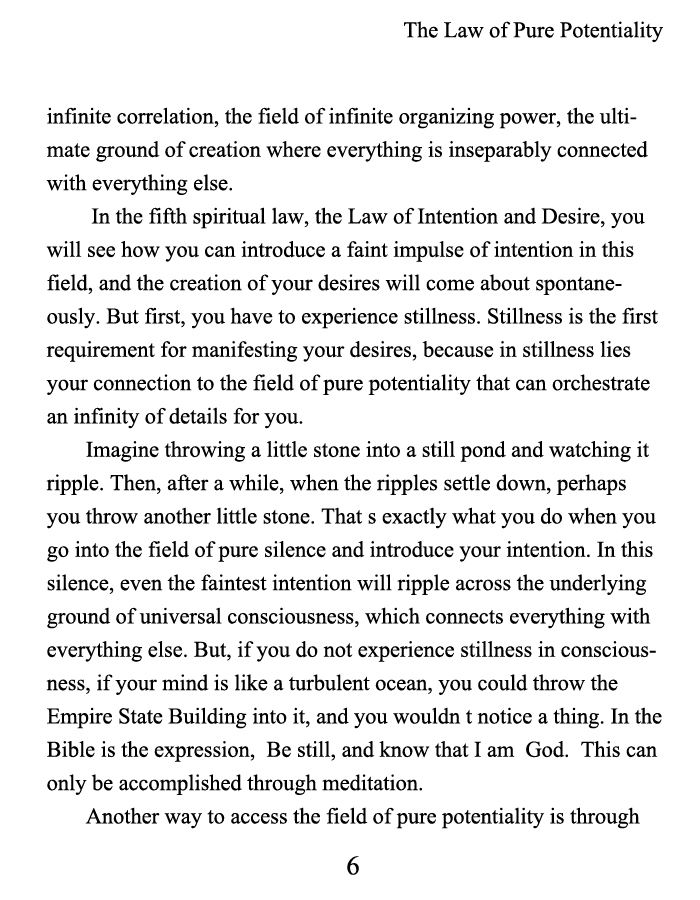 The Law of Pure Potentiality
infinite correlation, the field of infinite organizing power, the ulti-
mate ground of creation where everything is inseparably connected
with everything else.
In the fifth spiritual law, the Law of Intention and Desire, you
will see how you can introduce a faint impulse of intention in this
field, and the creation of your desires will come about spontane-
ously. But first, you have to experience stillness. Stillness is the first
requirement for manifesting your desires, because in stillness lies
your connection to the field of pure potentiality that can orchestrate
an infinity of details for you.
Imagine throwing a little stone into a still pond and watching it
ripple. Then, after a while, when the ripples settle down, perhaps
you throw another little stone. That s exactly what you do when you
go into the field of pure silence and introduce your intention. In this
silence, even the faintest intention will ripple across the underlying
ground of universal consciousness, which connects everything with
everything else. But, if you do not experience stillness in conscious-
ness, if your mind is like a turbulent ocean, you could throw the
Empire State Building into it, and you wouldn t notice a thing. In the
Bible is the expression,  Be still, and know that I am  God.  This can
only be accomplished through meditation.
Another way to access the field of pure potentiality is through
6